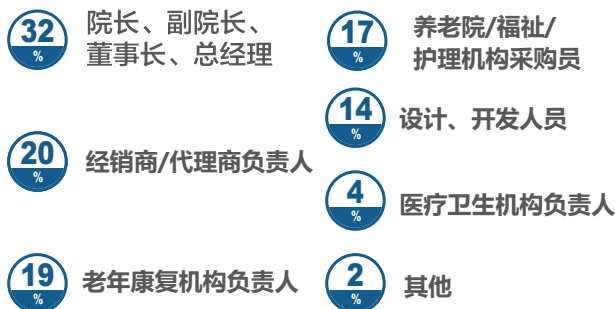 32
%
院长、副院长、
董事长、总经理
20
%
经销商/代理商负责人
19
%
老年康复机构负责人
17
%
养老院/福祉/
护理机构采购员
14
%
设计、开发人员
4
%
医疗卫生机构负责人
2
%
其他